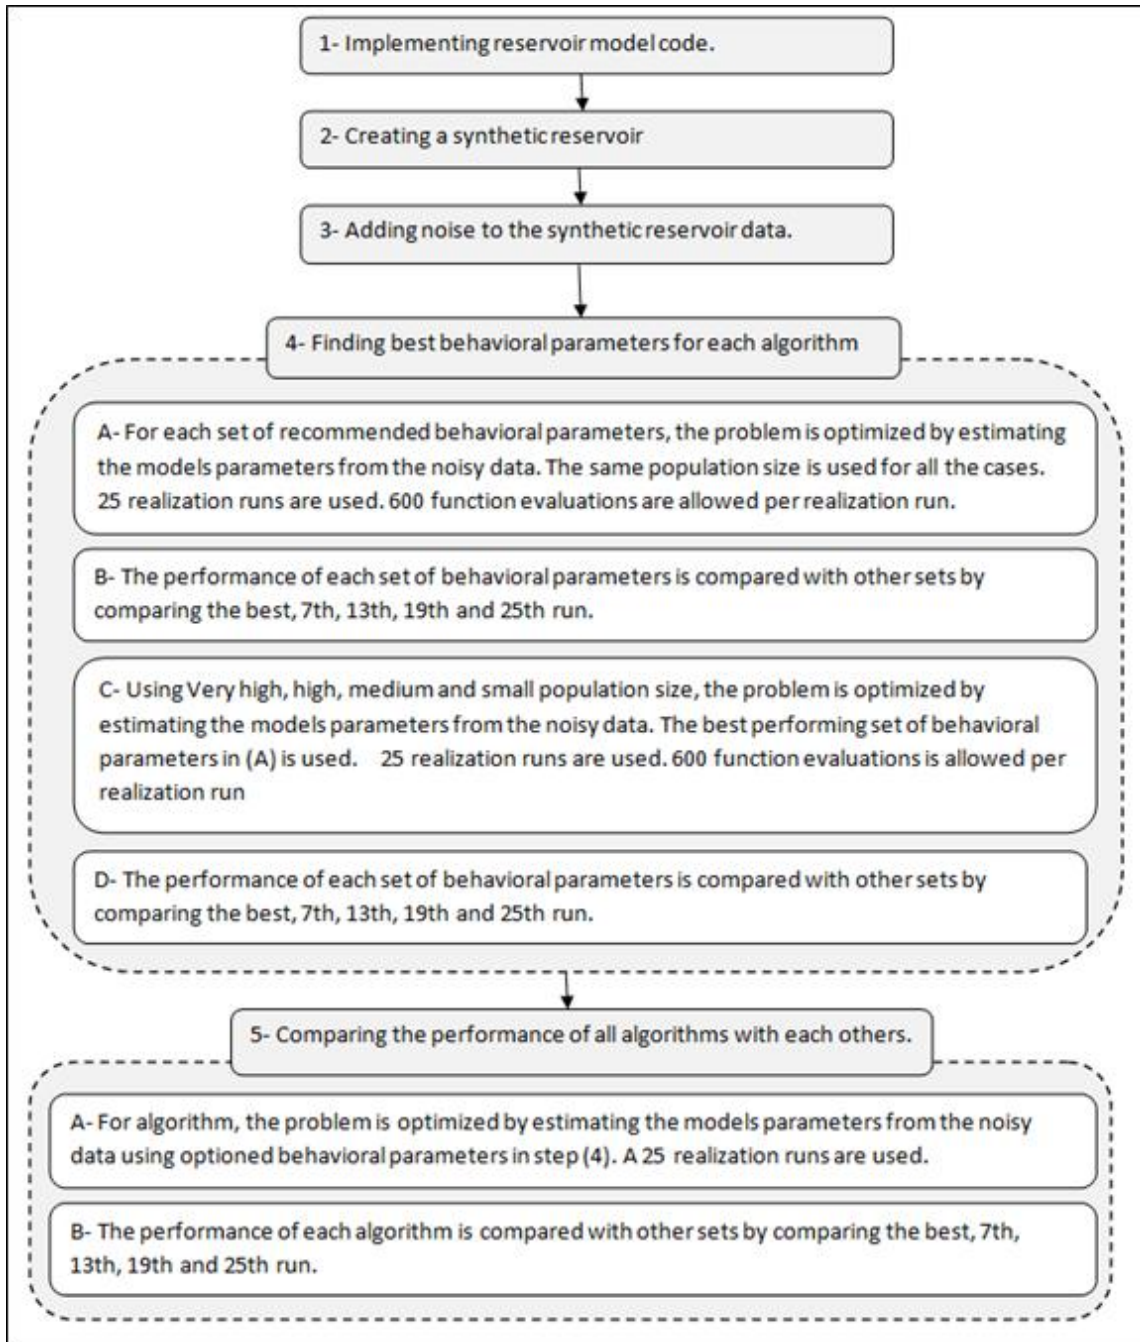 1- Implementing reservoir model code.
2- Creating a synthetic reservoir
3- Adding noise to the synthetic reservoir data.
4- Finding best behavioral parameters for each algorithm
A- For each set of recommended behavioral parameters, the problem is optimized by estimating
the models parameters from the noisy data. The same population size is used for all the cases.
25 realization runs are used. 600 function evaluations are allowed per realization run.
B- The performance of each set of behavioral parameters is compared with other sets by
comparing the best, 7th, 13th, 19th and 25th run.
C- Using Very high, high, medium and small population size, the problem is optimized by
estimating the models parameters from the noisy data. The best performing set of behavioral
parameters in (A) is used. 25 realization runs are used. 600 function evaluations is allowed per
realization run
D- The performance of each set of behavioral parameters is compared with other sets by
comparing the best, 7th, 13th, 19th and 25th run.
5- Comparing the performance of all algorithms with each others.
A- For algorithm, the problem is optimized by estimating the models parameters from the noisy
data using optioned behavioral parameters in step (4). A 25 realization runs are used.
B- The performance of each algorithm is compared with other sets by comparing the best, 7th,
13th, 19th and 25th run.